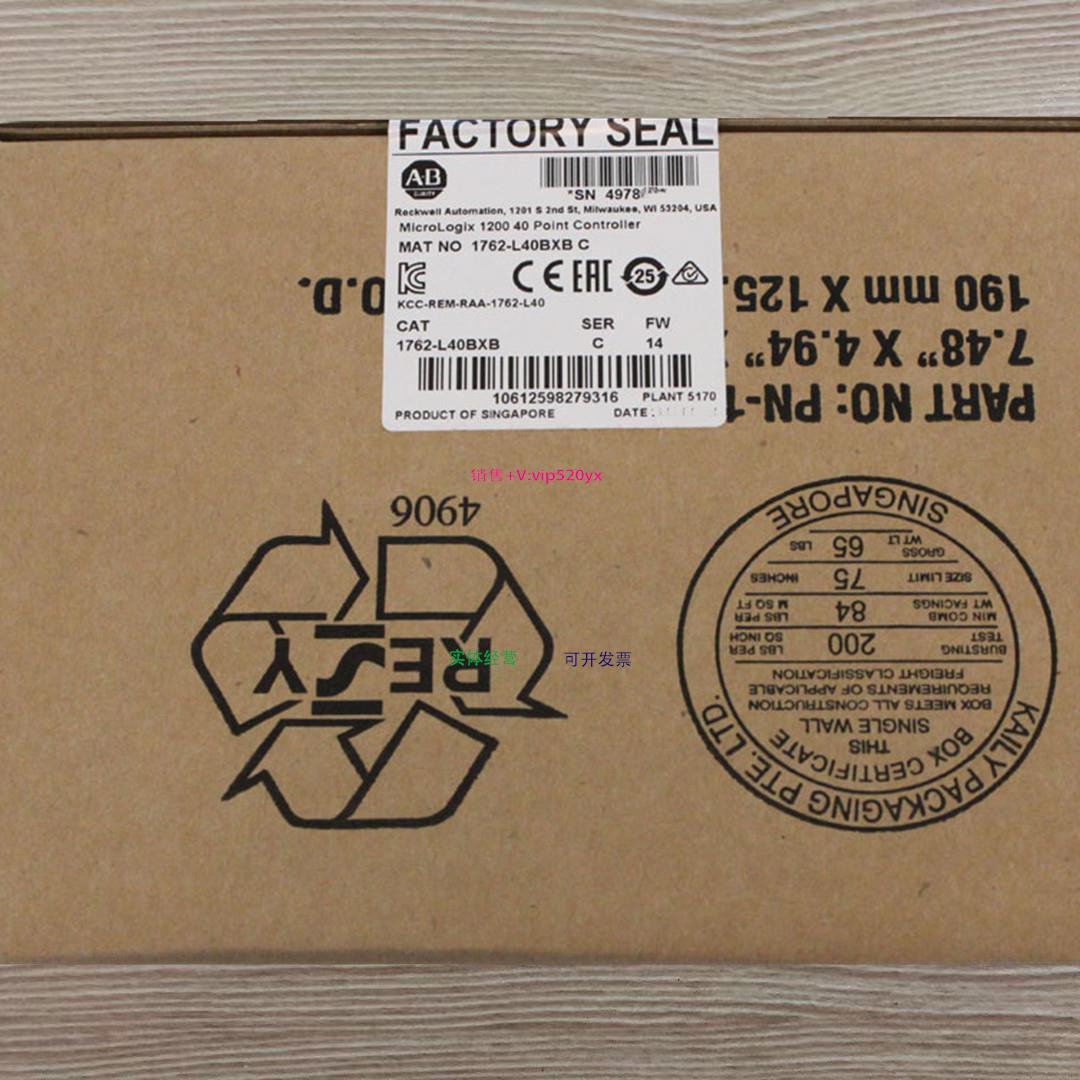 FACTORY SEAL
A-B
QUALITY
*SN 4978
Rockwell Automation, 1201 S 2nd St, Milwaukee, WI 53204, USA
MicroLogix 1200 40 Point Controller
MAT NO 1762-L40BXB C
CE EAC 25
KCC-REM-RAA-1762-L40
CAT SER FW
1762-L40BXB C 14
10612598279316 PLANT 5170
PRODUCT OF SINGAPORE DATE:
190 mm X 125. O.D.
7.48" X 4.94" X
PART NO: PN-1
销售+V:vip520yx
4906
RESY
实体经营
可开发票
SINGAPORE
GROSS WT LT 65 LBS
SIZE LIMIT 75 INCHES
MIN COMB WT FACINGS 84 LBS PER M SQ FT
BURSTING TEST 200 LBS PER SQ INCH
FREIGHT CLASSIFICATION
REQUIREMENTS OF APPLICABLE
BOX MEETS ALL CONSTRUCTION
SINGLE WALL
THIS
BOX CERTIFICATE
KAILY PACKAGING PTE. LTD.